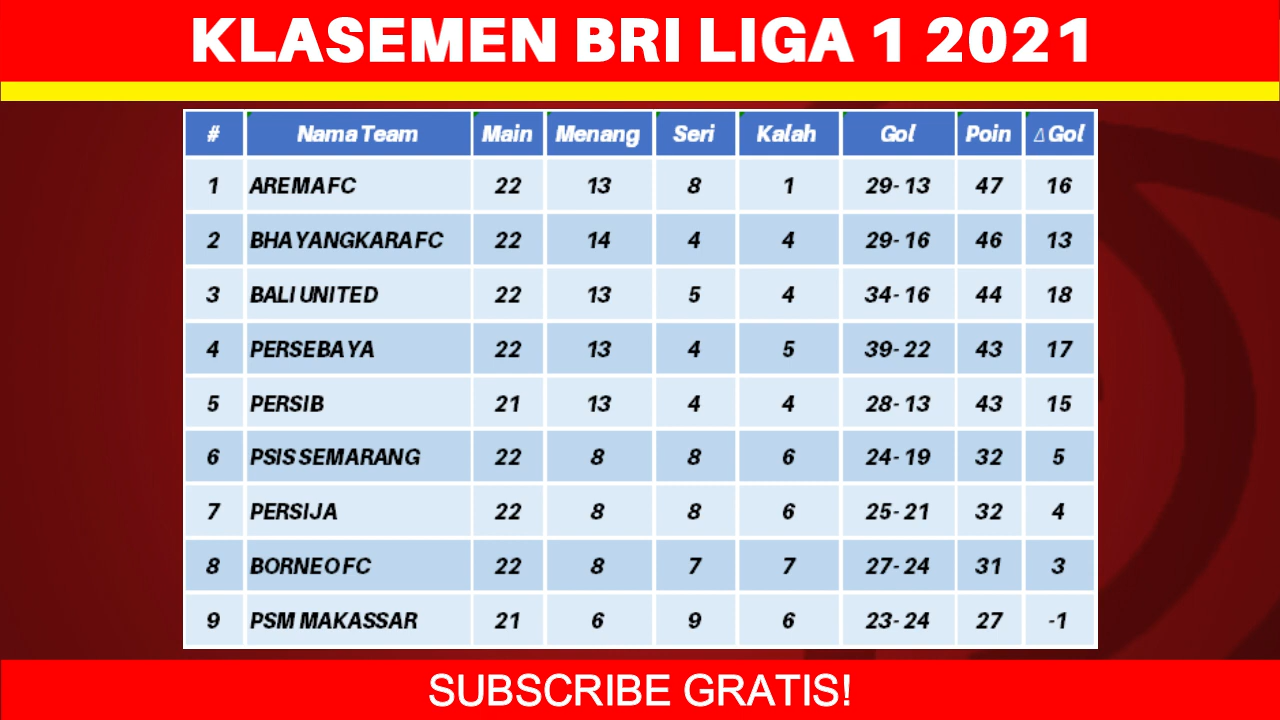 KLASEMEN BRI LIGA 1 2021
# Nama Team Main Menang Seri Kalah Gol Poin Δ Gol
1 AREMA FC 22 13 8 1 29- 13 47 16
2 BHAYANGKARA FC 22 14 4 4 29- 16 46 13
3 BALI UNITED 22 13 5 4 34- 16 44 18
4 PERSEBAYA 22 13 4 5 39- 22 43 17
5 PERSIB 21 13 4 4 28- 13 43 15
6 PSIS SEMARANG 22 8 8 6 24- 19 32 5
7 PERSIJA 22 8 8 6 25- 21 32 4
8 BORNEO FC 22 8 7 7 27- 24 31 3
9 PSM MAKASSAR 21 6 9 6 23- 24 27 -1
SUBSCRIBE GRATIS!